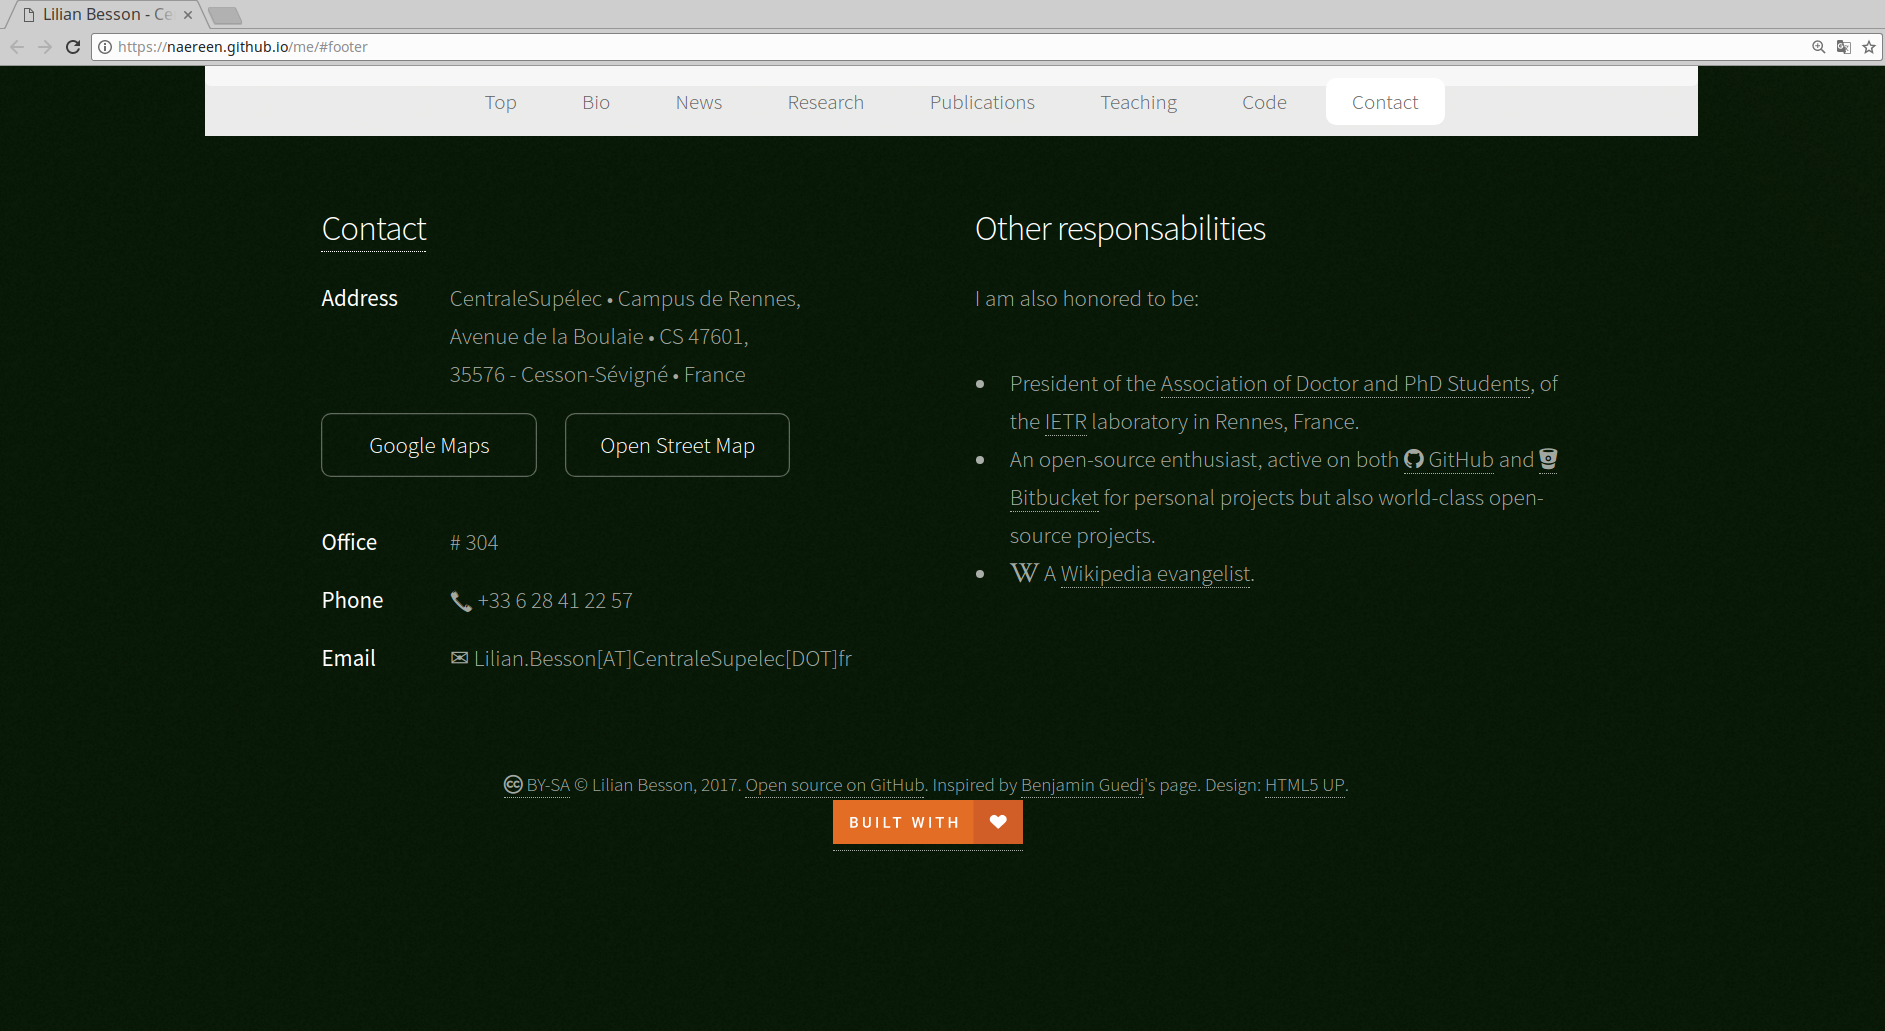 Lilian Besson - Ce
https://naereen.github.io/me/#footer
Top Bio News Research Publications Teaching Code Contact
Contact
Address CentraleSupélec • Campus de Rennes,
Avenue de la Boulaie • CS 47601,
35576 - Cesson-Sévigné • France
Google Maps Open Street Map
Office # 304
Phone +33 6 28 41 22 57
Email ✉ Lilian.Besson[AT]CentraleSupelec[DOT]fr
Other responsabilities
I am also honored to be:
• President of the Association of Doctor and PhD Students, of
the IETR laboratory in Rennes, France.
• An open-source enthusiast, active on both GitHub and
Bitbucket for personal projects but also world-class open-
source projects.
• W A Wikipedia evangelist.
cc BY-SA © Lilian Besson, 2017. Open source on GitHub. Inspired by Benjamin Guedj's page. Design: HTML5 UP.
BUILT WITH ♥